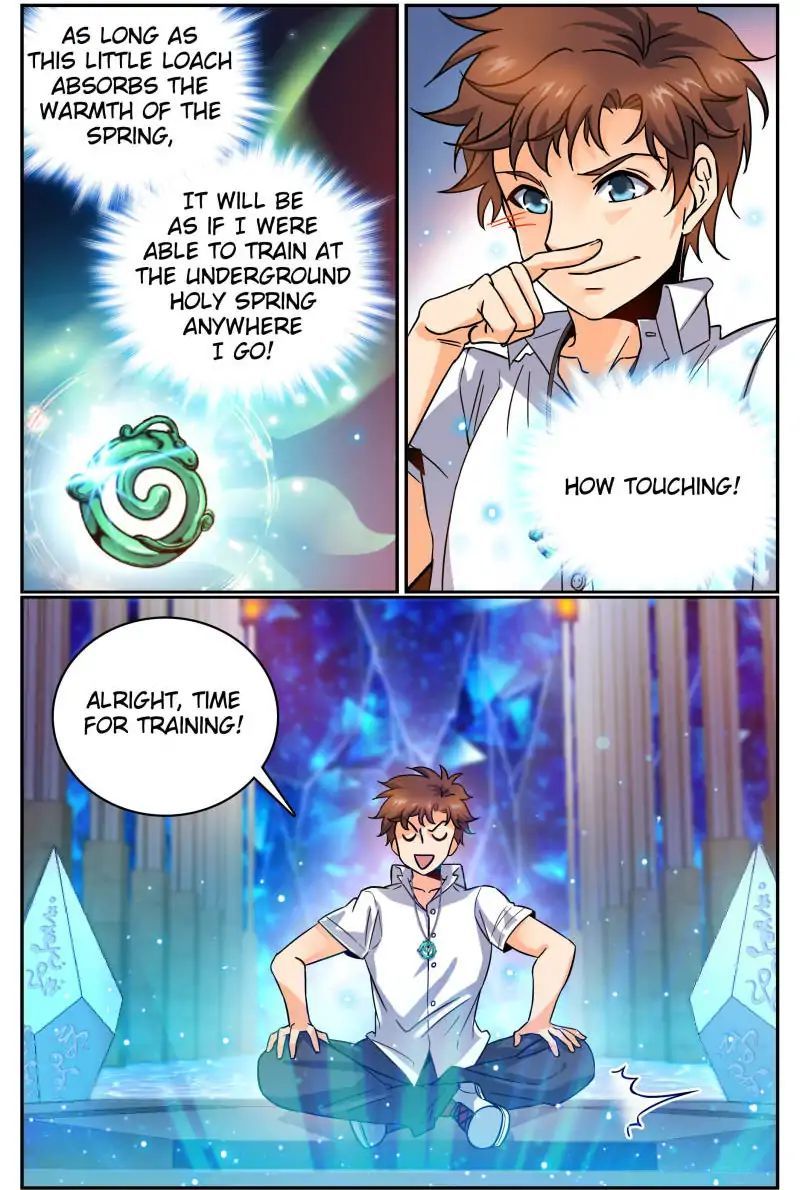 AS LONG AS
THIS LITTLE LOACH
ABSORBS THE
WARMTH OF THE
SPRING,
IT WILL BE
AS IF I WERE
ABLE TO TRAIN AT
THE UNDERGROUND
HOLY SPRING
ANYWHERE
I GO!
HOW TOUCHING!
ALRIGHT, TIME
FOR TRAINING!